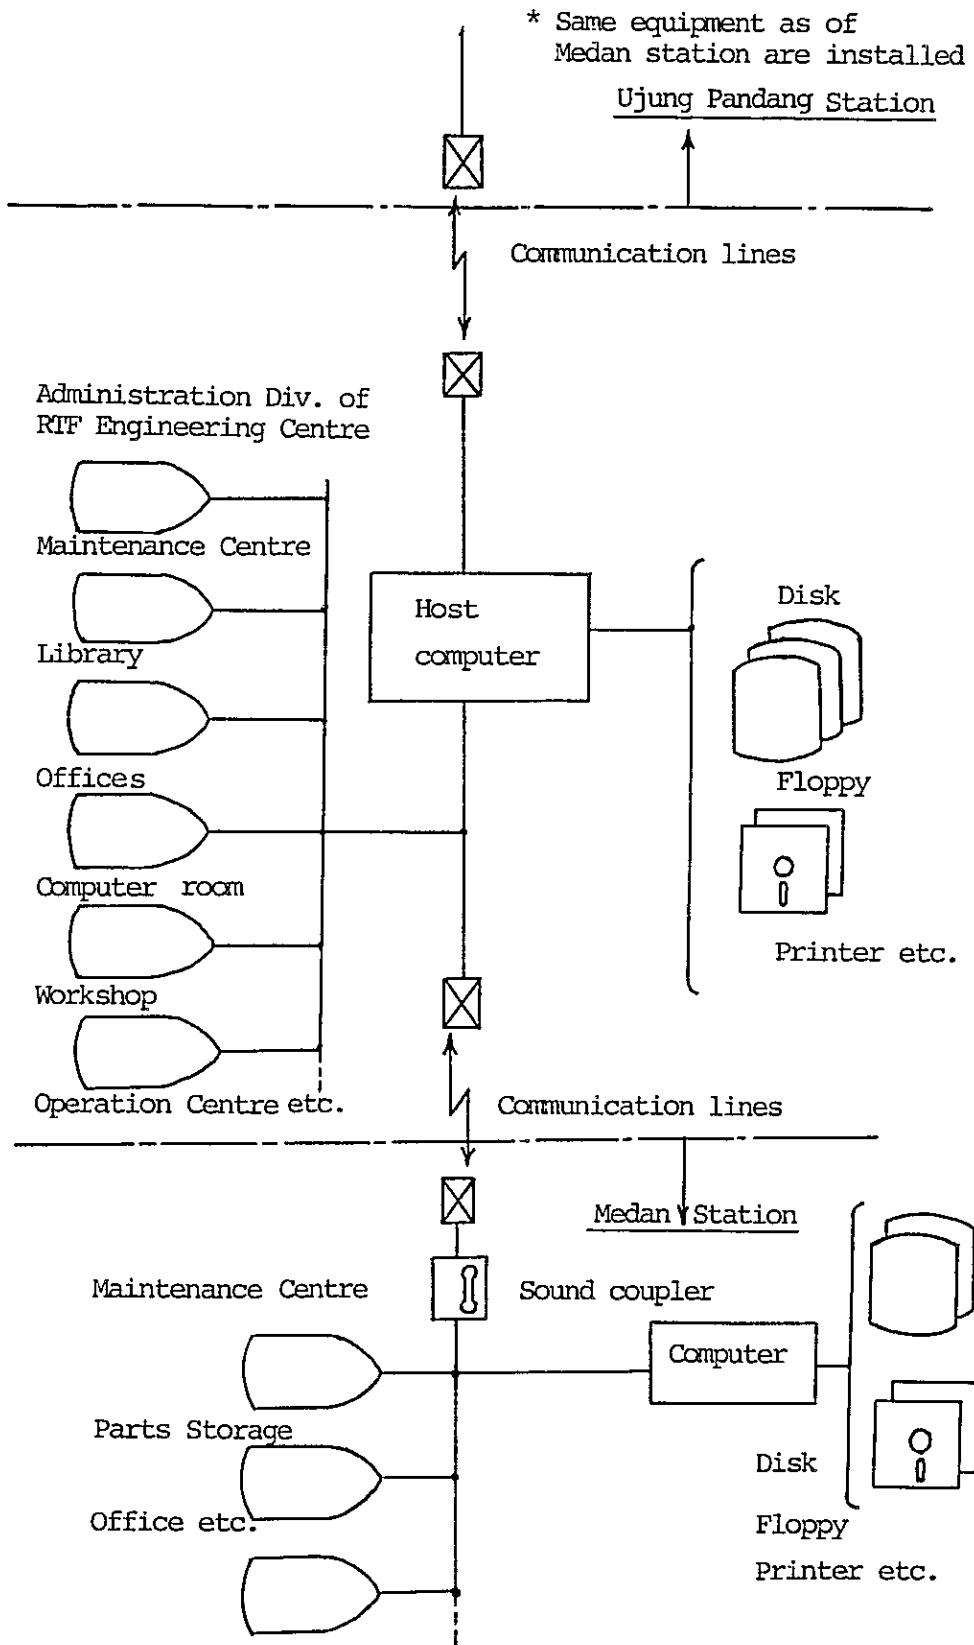 * Same equipment as of
Medan station are installed
Ujung Pandang Station
Communication lines
Administration Div. of
RTF Engineering Centre
Maintenance Centre
Library
Offices
Computer room
Workshop
Operation Centre etc.
Host
computer
Disk
Floppy
Printer etc.
Communication lines
Medan Station
Maintenance Centre
Sound coupler
Computer
Parts Storage
Office etc.
Disk
Floppy
Printer etc.